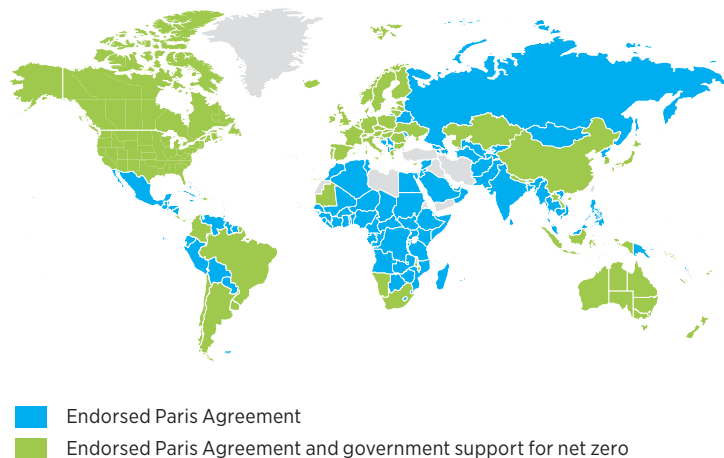 Endorsed Paris Agreement
Endorsed Paris Agreement and government support for net zero